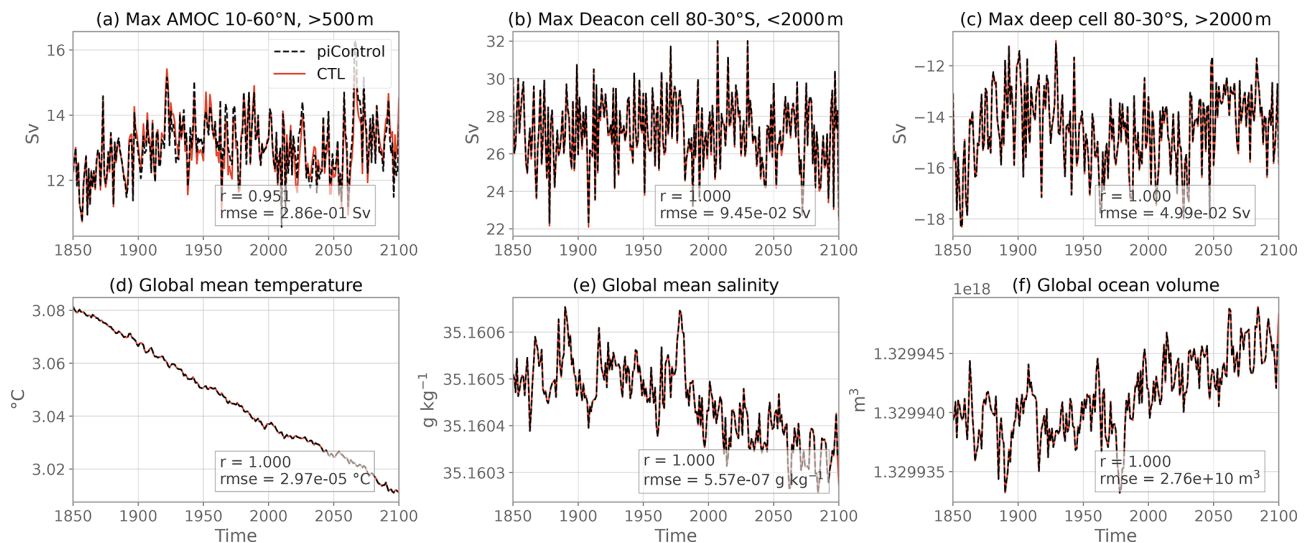 (a) Max AMOC 10-60°N, >500 m
(b) Max Deacon cell 80-30°S, <2000 m
(c) Max deep cell 80-30°S, >2000 m
piControl
CTL
Sv
16
14
12
r = 0.951
rmse = 2.86e-01 Sv
1850 1900 1950 2000 2050 2100
Sv
32
30
28
26
24
22
r = 1.000
rmse = 9.45e-02 Sv
1850 1900 1950 2000 2050 2100
Sv
−12
−14
−16
−18
r = 1.000
rmse = 4.99e-02 Sv
1850 1900 1950 2000 2050 2100
(d) Global mean temperature
(e) Global mean salinity
(f) Global ocean volume
°C
3.08
3.06
3.04
3.02
r = 1.000
rmse = 2.97e-05 °C
1850 1900 1950 2000 2050 2100
Time
g kg⁻¹
35.1606
35.1605
35.1604
35.1603
r = 1.000
rmse = 5.57e-07 g kg⁻¹
1850 1900 1950 2000 2050 2100
Time
1e18
m³
1.329945
1.329940
1.329935
r = 1.000
rmse = 2.76e+10 m³
1850 1900 1950 2000 2050 2100
Time